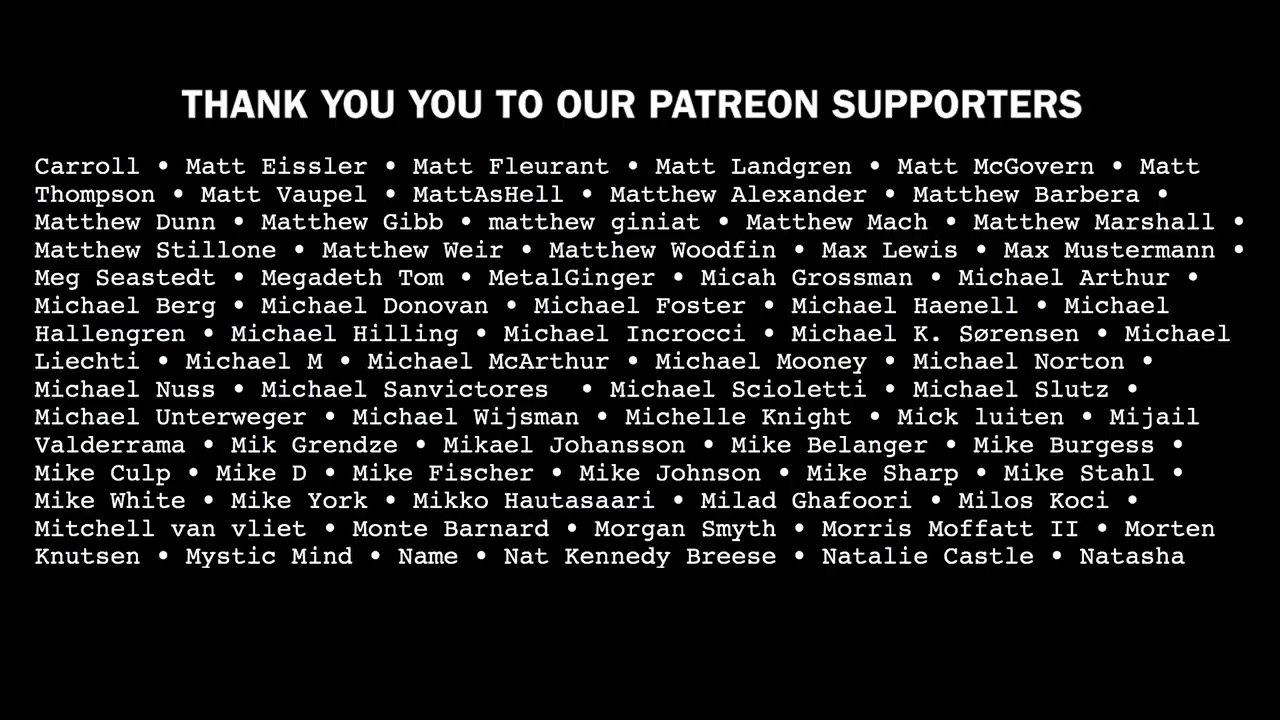 THANK YOU YOU TO OUR PATREON SUPPORTERS
Carroll • Matt Eissler • Matt Fleurant • Matt Landgren • Matt McGovern • Matt
Thompson • Matt Vaupel • MattAsHell • Matthew Alexander • Matthew Barbera •
Matthew Dunn • Matthew Gibb • matthew giniat • Matthew Mach • Matthew Marshall •
Matthew Stillone • Matthew Weir • Matthew Woodfin • Max Lewis • Max Mustermann •
Meg Seastedt • Megadeth Tom • MetalGinger • Micah Grossman • Michael Arthur •
Michael Berg • Michael Donovan • Michael Foster • Michael Haenell • Michael
Hallengren • Michael Hilling • Michael Incrocci • Michael K. Sørensen • Michael
Liechti • Michael M • Michael McArthur • Michael Mooney • Michael Norton •
Michael Nuss • Michael Sanvictores • Michael Scioletti • Michael Slutz •
Michael Unterweger • Michael Wijsman • Michelle Knight • Mick luiten • Mijail
Valderrama • Mik Grendze • Mikael Johansson • Mike Belanger • Mike Burgess •
Mike Culp • Mike D • Mike Fischer • Mike Johnson • Mike Sharp • Mike Stahl •
Mike White • Mike York • Mikko Hautasaari • Milad Ghafoori • Milos Koci •
Mitchell van vliet • Monte Barnard • Morgan Smyth • Morris Moffatt II • Morten
Knutsen • Mystic Mind • Name • Nat Kennedy Breese • Natalie Castle • Natasha